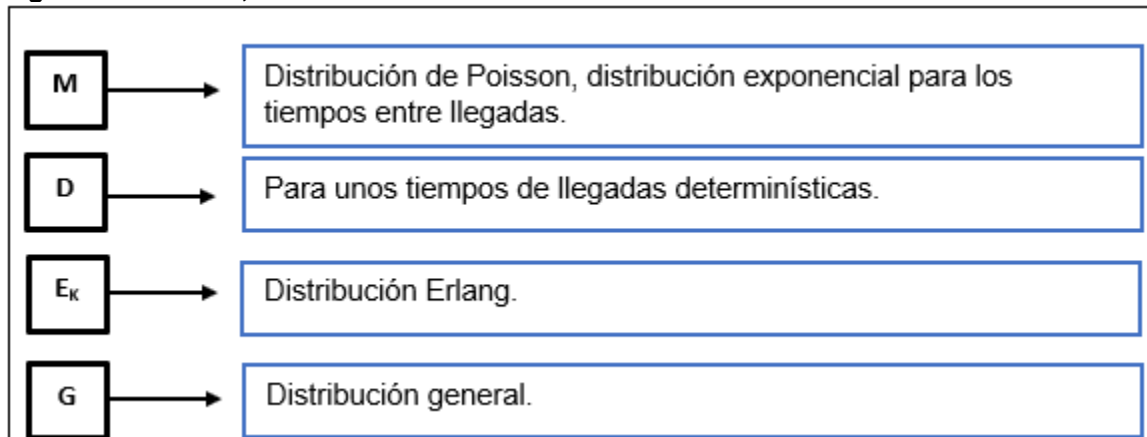 M
Distribución de Poisson, distribución exponencial para los
tiempos entre llegadas.
D
Para unos tiempos de llegadas determinísticas.
Eₖ
Distribución Erlang.
G
Distribución general.